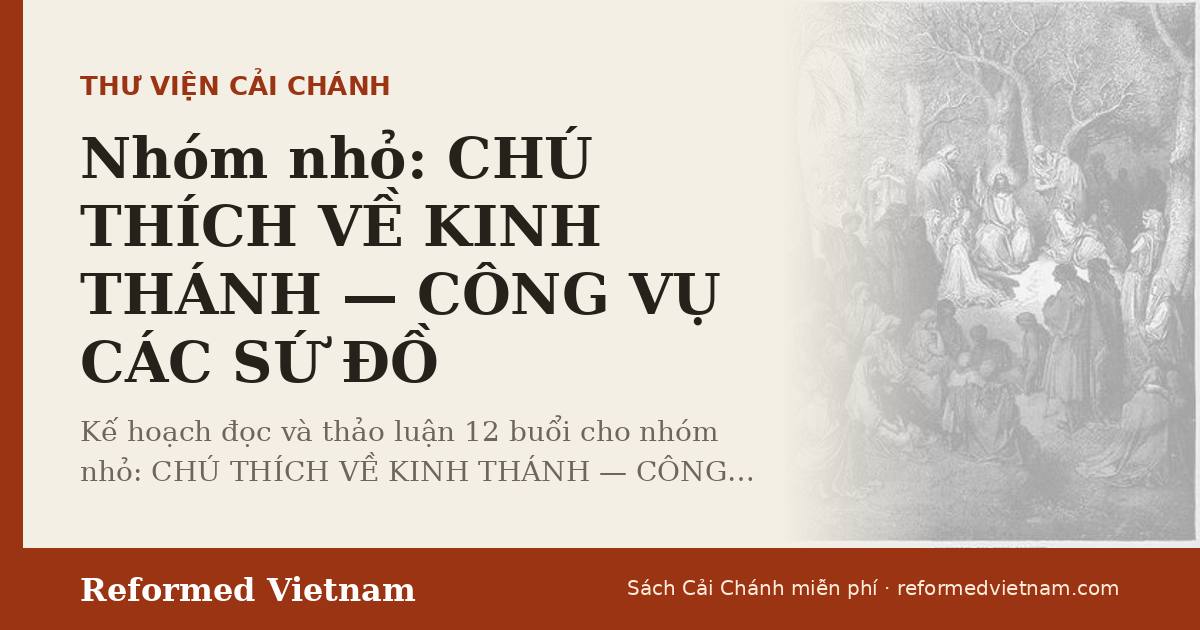 THƯ VIỆN CẢI CHÁNH
Nhóm nhỏ: CHÚ
THÍCH VỀ KINH
THÁNH — CÔNG VỤ
CÁC SỨ ĐỒ
Kế hoạch đọc và thảo luận 12 buổi cho nhóm
nhỏ: CHÚ THÍCH VỀ KINH THÁNH — CÔNG...
Reformed Vietnam
Sách Cải Chánh miễn phí · reformedvietnam.com